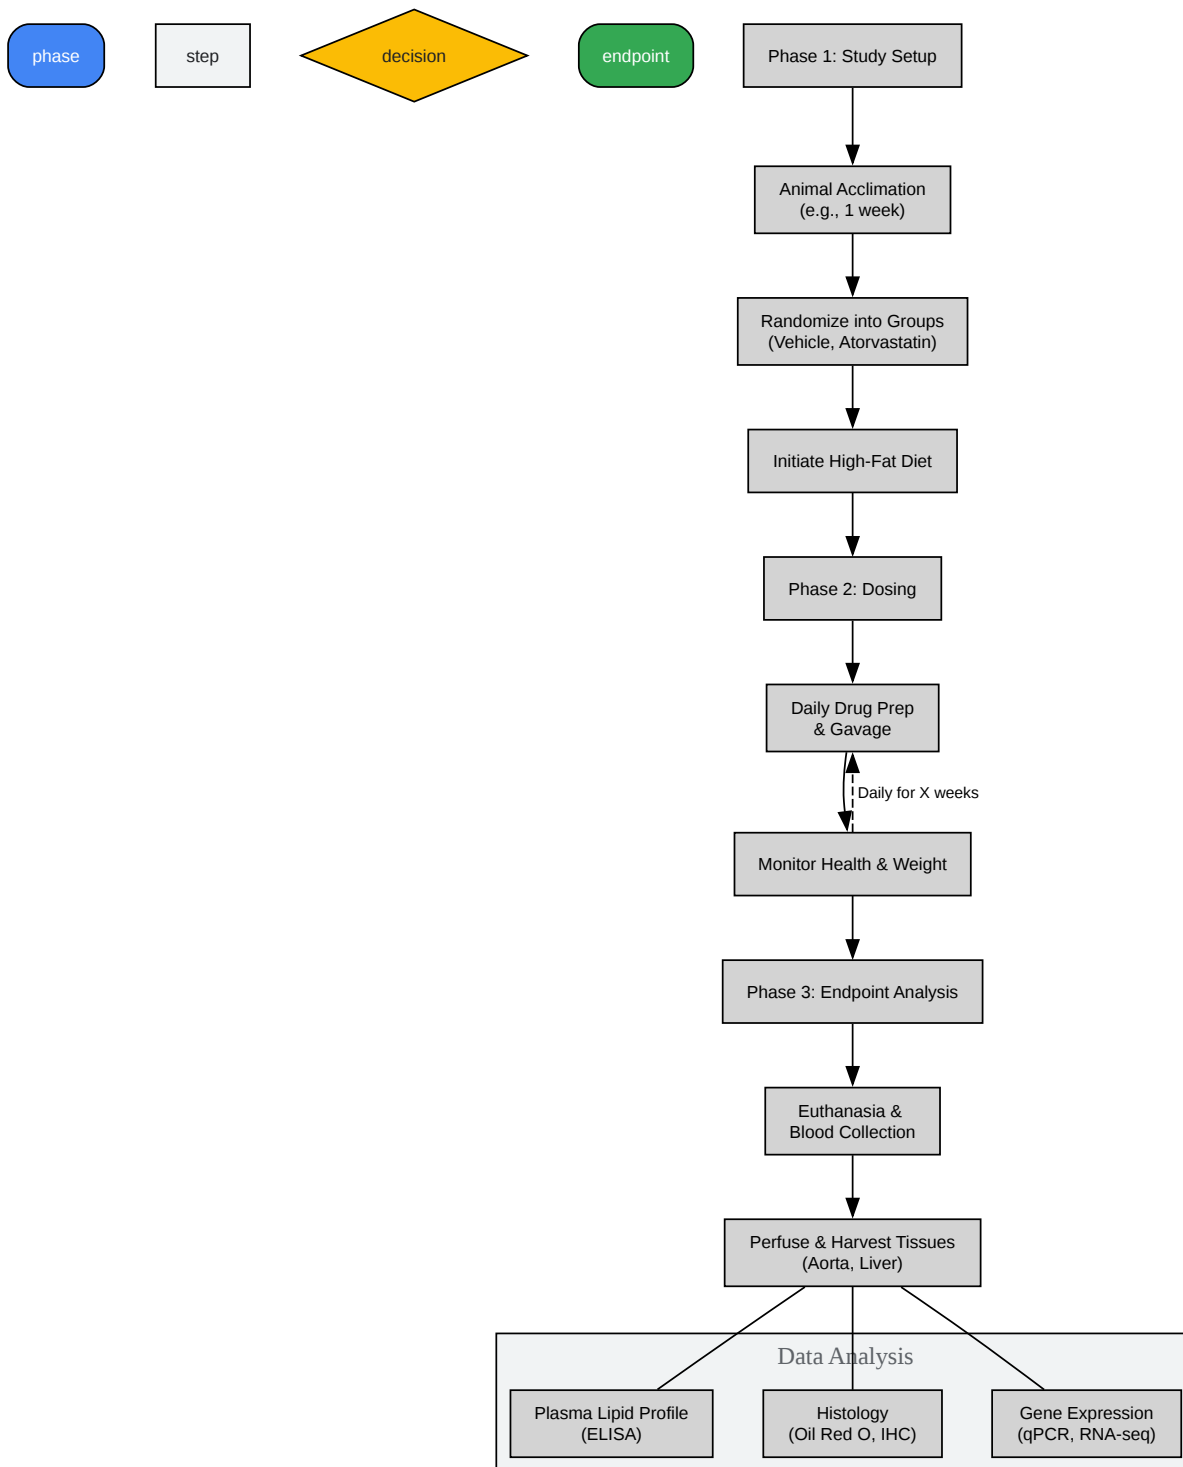 phase
step
decision
endpoint
Phase 1: Study Setup
Animal Acclimation
(e.g., 1 week)
Randomize into Groups
(Vehicle, Atorvastatin)
Initiate High-Fat Diet
Phase 2: Dosing
Daily Drug Prep
& Gavage
Daily for X weeks
Monitor Health & Weight
Phase 3: Endpoint Analysis
Euthanasia &
Blood Collection
Perfuse & Harvest Tissues
(Aorta, Liver)
Data Analysis
Plasma Lipid Profile
(ELISA)
Histology
(Oil Red O, IHC)
Gene Expression
(qPCR, RNA-seq)